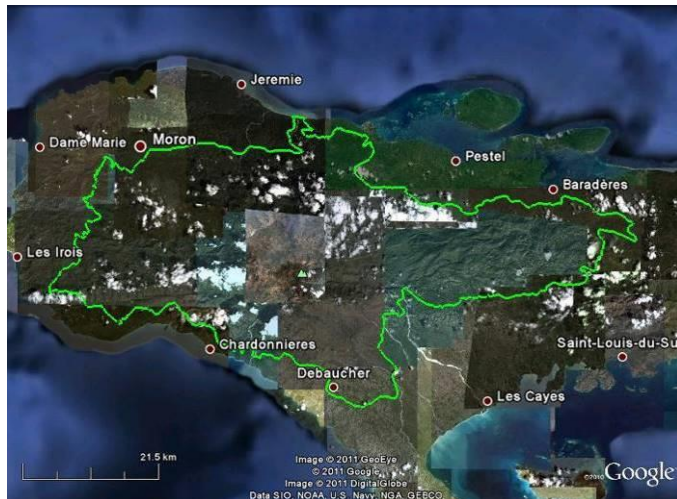 Jeremie
Dame Marie
Moron
Pestel
Baradères
Les Irois
Chardonnieres
Saint-Louis-du-Su
Debaucher
Les Cayes
21.5 km
Image © 2011 GeoEye
© 2011 Google
Image © 2011 DigitalGlobe
Data SIO, NOAA, U.S. Navy, NGA, GEBCO
©2010 Google